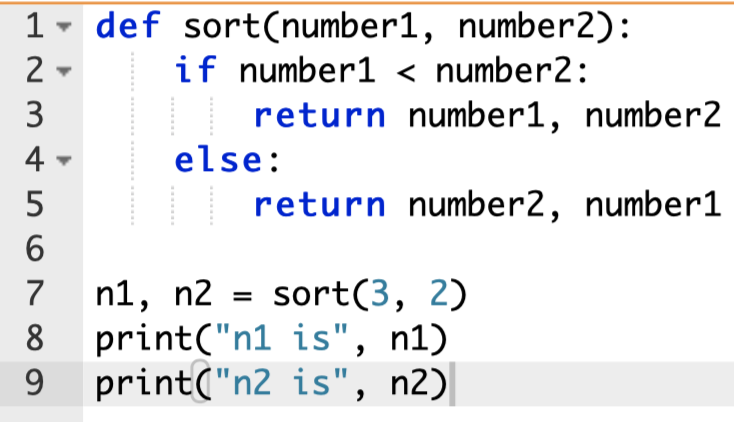 1 def sort(number1, number2):
2     if number1 < number2:
3         return number1, number2
4     else:
5         return number2, number1
6
7 n1, n2 = sort(3, 2)
8 print("n1 is", n1)
9 print("n2 is", n2)